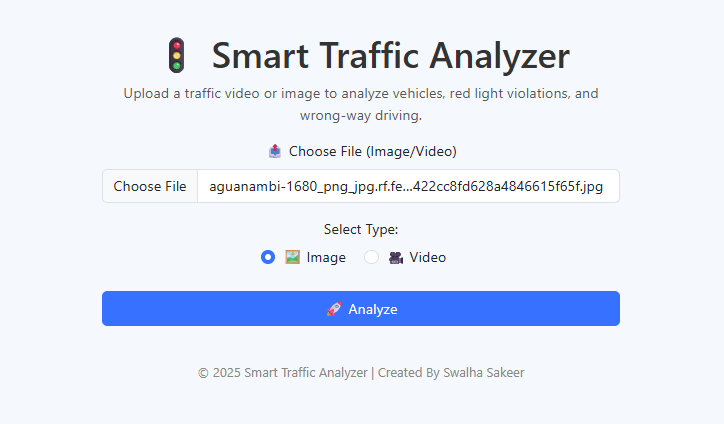 🚦 Smart Traffic Analyzer
Upload a traffic video or image to analyze vehicles, red light violations, and
wrong-way driving.
📤 Choose File (Image/Video)
Choose File aguanambi-1680_png_jpg.rf.fe...422cc8fd628a4846615f65f.jpg
Select Type:
🖼️ Image 🎥 Video
🚀 Analyze
© 2025 Smart Traffic Analyzer | Created By Swalha Sakeer